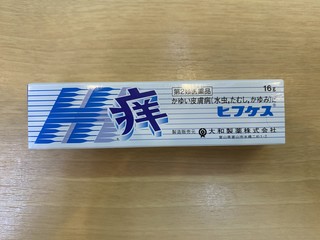 H痒
第2類医薬品
16g
かゆい皮膚病(水虫,たむし,かゆみ)に
ヒフケス
製造販売元 大和製薬株式会社